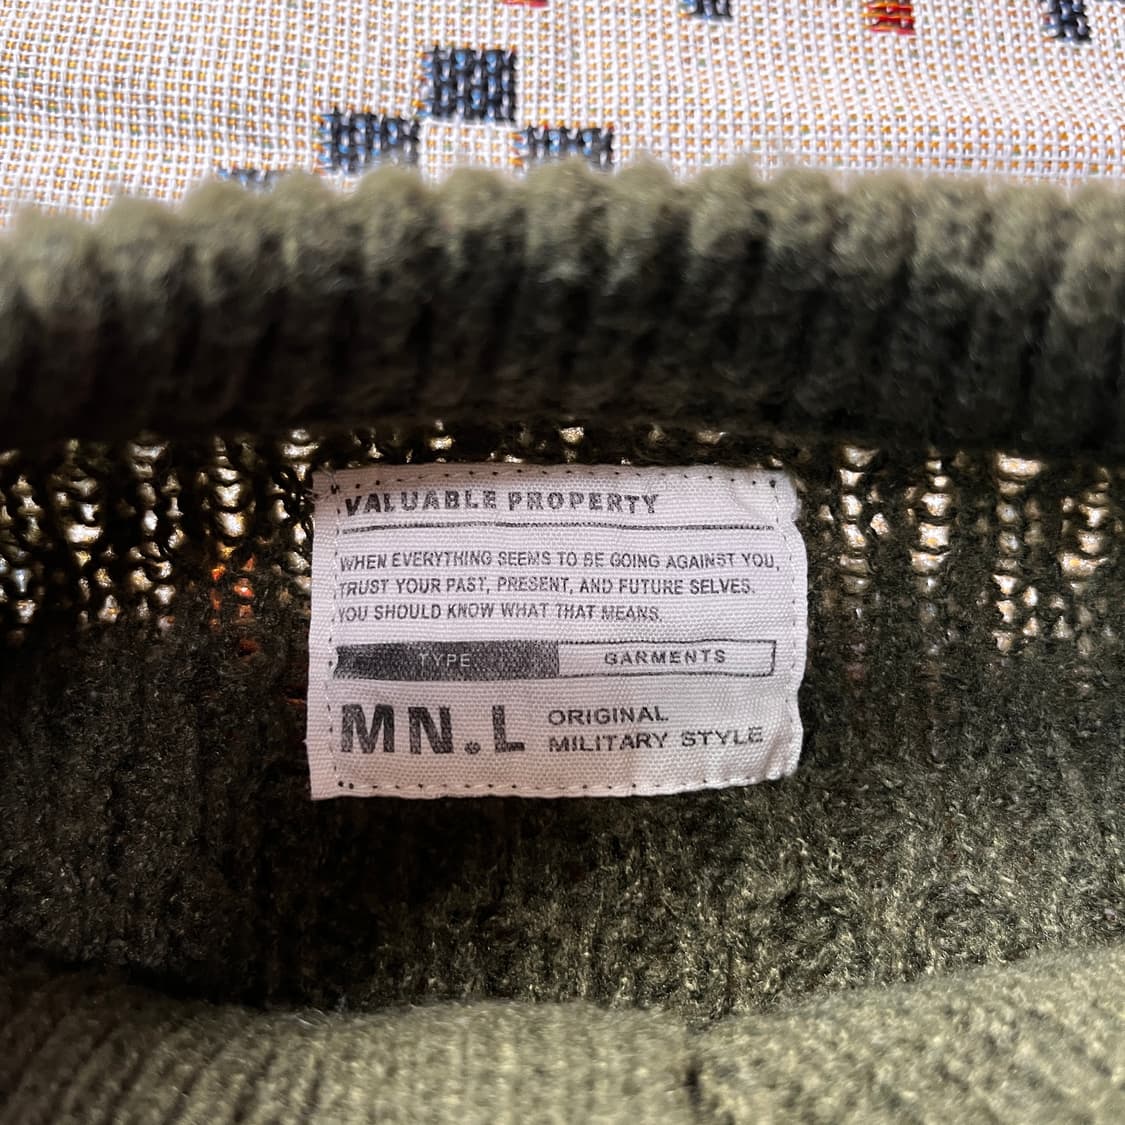 VALUABLE PROPERTY
WHEN EVERYTHING SEEMS TO BE GOING AGAINST YOU,
TRUST YOUR PAST, PRESENT, AND FUTURE SELVES.
YOU SHOULD KNOW WHAT THAT MEANS.
TYPE GARMENTS
MN.L ORIGINAL
MILITARY STYLE